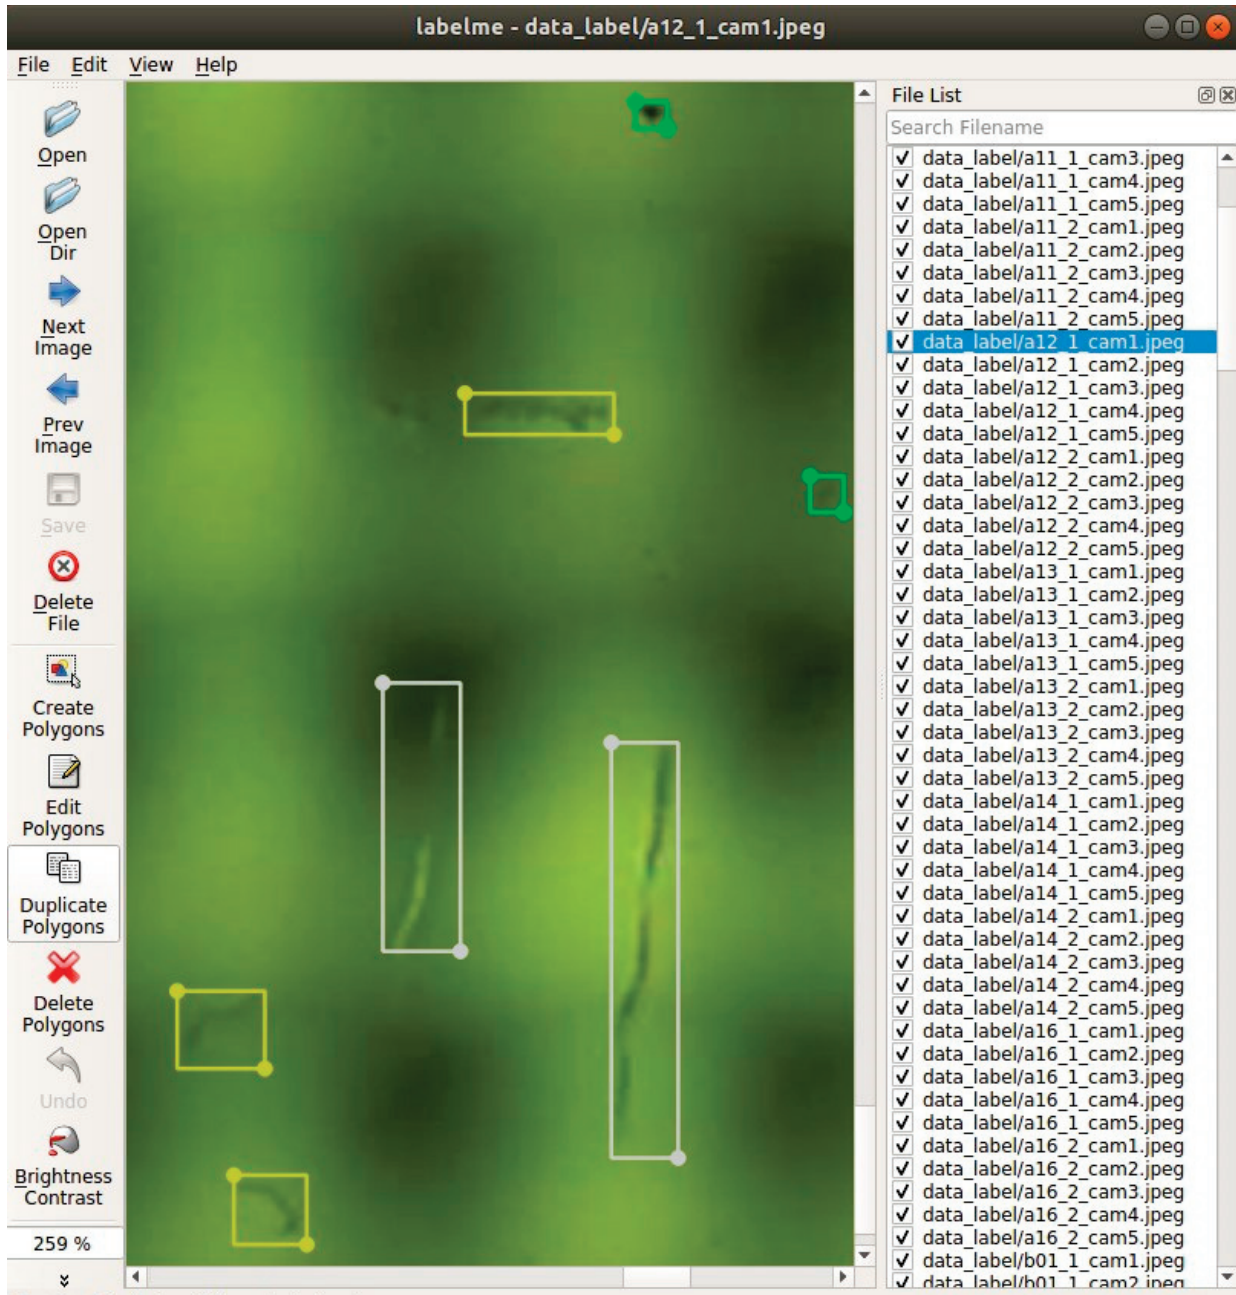 labelme - data_label/a12_1_cam1.jpeg
File Edit View Help
Open
Open
Dir
Next
Image
Prev
Image
Save
Delete
File
Create
Polygons
Edit
Polygons
Duplicate
Polygons
Delete
Polygons
Undo
Brightness
Contrast
259 %
File List
Search Filename
data_label/a11_1_cam3.jpeg
data_label/a11_1_cam4.jpeg
data_label/a11_1_cam5.jpeg
data_label/a11_2_cam1.jpeg
data_label/a11_2_cam2.jpeg
data_label/a11_2_cam3.jpeg
data_label/a11_2_cam4.jpeg
data_label/a11_2_cam5.jpeg
data_label/a12_1_cam1.jpeg
data_label/a12_1_cam2.jpeg
data_label/a12_1_cam3.jpeg
data_label/a12_1_cam4.jpeg
data_label/a12_1_cam5.jpeg
data_label/a12_2_cam1.jpeg
data_label/a12_2_cam2.jpeg
data_label/a12_2_cam3.jpeg
data_label/a12_2_cam4.jpeg
data_label/a12_2_cam5.jpeg
data_label/a13_1_cam1.jpeg
data_label/a13_1_cam2.jpeg
data_label/a13_1_cam3.jpeg
data_label/a13_1_cam4.jpeg
data_label/a13_1_cam5.jpeg
data_label/a13_2_cam1.jpeg
data_label/a13_2_cam2.jpeg
data_label/a13_2_cam3.jpeg
data_label/a13_2_cam4.jpeg
data_label/a13_2_cam5.jpeg
data_label/a14_1_cam1.jpeg
data_label/a14_1_cam2.jpeg
data_label/a14_1_cam3.jpeg
data_label/a14_1_cam4.jpeg
data_label/a14_1_cam5.jpeg
data_label/a14_2_cam1.jpeg
data_label/a14_2_cam2.jpeg
data_label/a14_2_cam3.jpeg
data_label/a14_2_cam4.jpeg
data_label/a14_2_cam5.jpeg
data_label/a16_1_cam1.jpeg
data_label/a16_1_cam2.jpeg
data_label/a16_1_cam3.jpeg
data_label/a16_1_cam4.jpeg
data_label/a16_1_cam5.jpeg
data_label/a16_2_cam1.jpeg
data_label/a16_2_cam2.jpeg
data_label/a16_2_cam3.jpeg
data_label/a16_2_cam4.jpeg
data_label/a16_2_cam5.jpeg
data_label/b01_1_cam1.jpeg
data_label/b01_1_cam2.jpeg